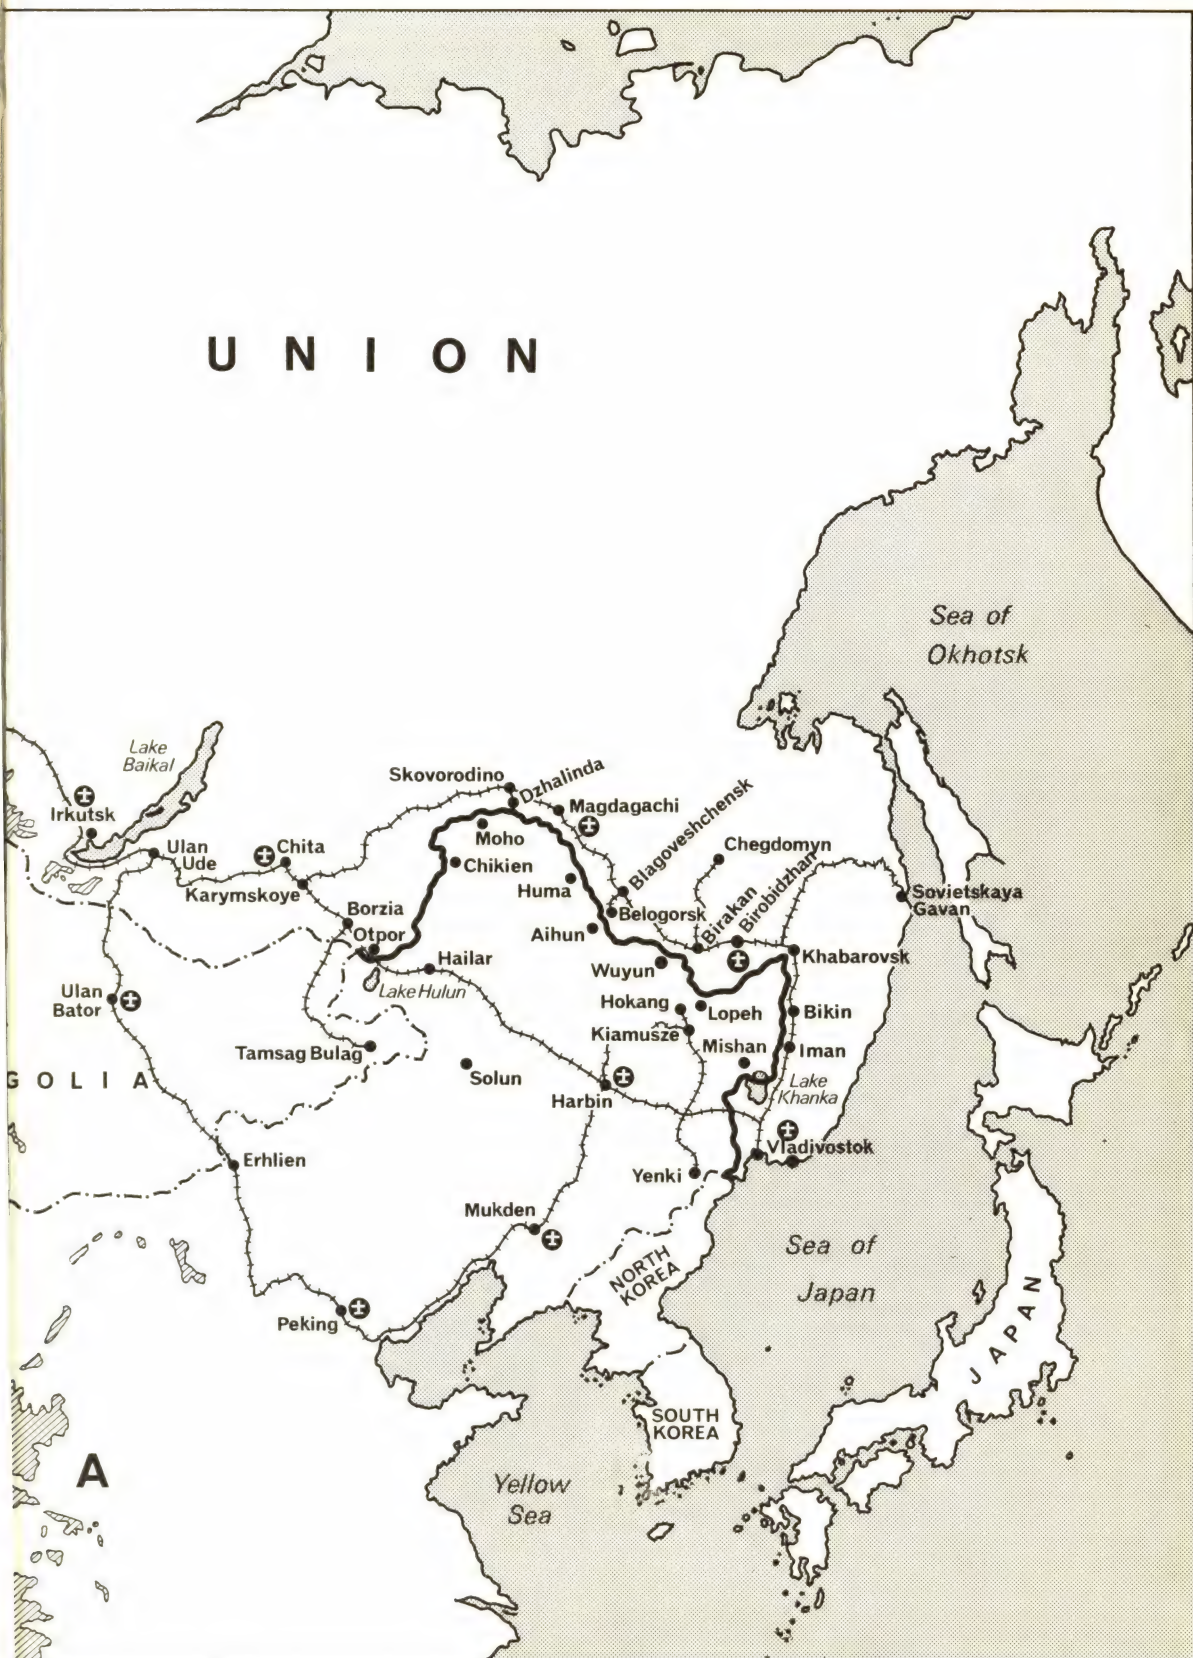 UNION
Sea of
Okhotsk
Lake
Baikal
Irkutsk
Ulan
Ude
Chita
Karymskoye
Skovorodino
Dzhalinda
Magdagachi
Moho
Chikien
Huma
Blagoveshchensk
Belogorsk
Chegdomyn
Birakan
Birobidzhan
Sovietskaya
Gavan
Borzia
Otpor
Aihun
Hailar
Lake Hulun
Wuyun
Khabarovsk
Ulan
Bator
Hokang
Lopeh
Bikin
Kiamusze
Tamsag Bulag
Mishan
Iman
GOLIA
Solun
Lake
Khanka
Harbin
Vladivostok
Erhlien
Yenki
Mukden
Sea of
Japan
NORTH
KOREA
Peking
JAPAN
SOUTH
KOREA
A
Yellow
Sea